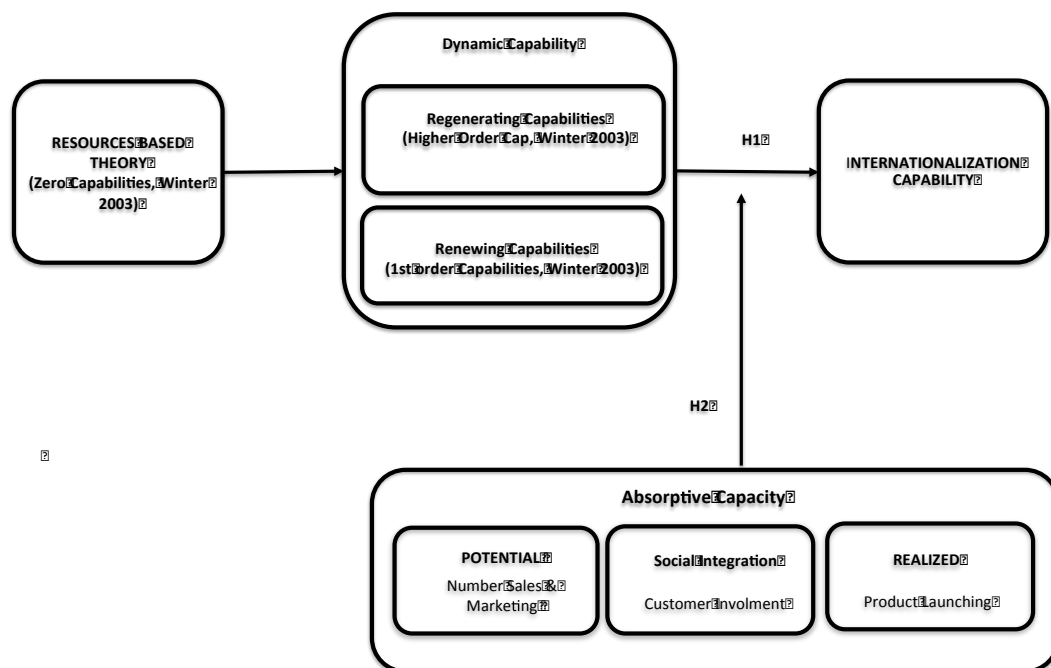 Dynamic Capability
Regenerating Capabilities
(Higher Order Cap, Winter 2003)
Renewing Capabilities
(1st order Capabilities, Winter 2003)
RESOURCES BASED
THEORY
(Zero Capabilities, Winter
2003)
H1
INTERNATIONALIZATION
CAPABILITY
H2
Absorptive Capacity
POTENTIAL
Number Sales &
Marketing
Social Integration
Customer Involment
REALIZED
Product Launching